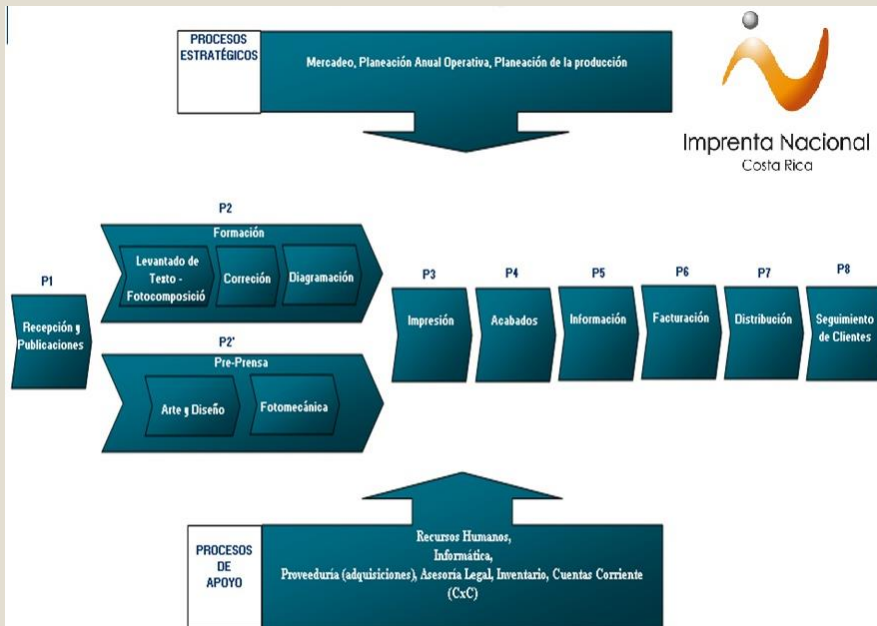 PROCESOS
ESTRATÉGICOS
Mercadeo, Planeación Anual Operativa, Planeación de la producción
Imprenta Nacional
Costa Rica
P1
Recepción y
Publicaciones
P2
Formación
Levantado de
Texto -
Fotocomposició
Correción
Diagramación
P2'
Pre-Prensa
Arte y Diseño
Fotomecánica
P3
Impresión
P4
Acabados
P5
Información
P6
Facturación
P7
Distribución
P8
Seguimiento
de Clientes
PROCESOS
DE
APOYO
Recursos Humanos,
Informática,
Proveeduría (adquisiciones), Asesoría Legal, Inventario, Cuentas Corriente
(CxC)